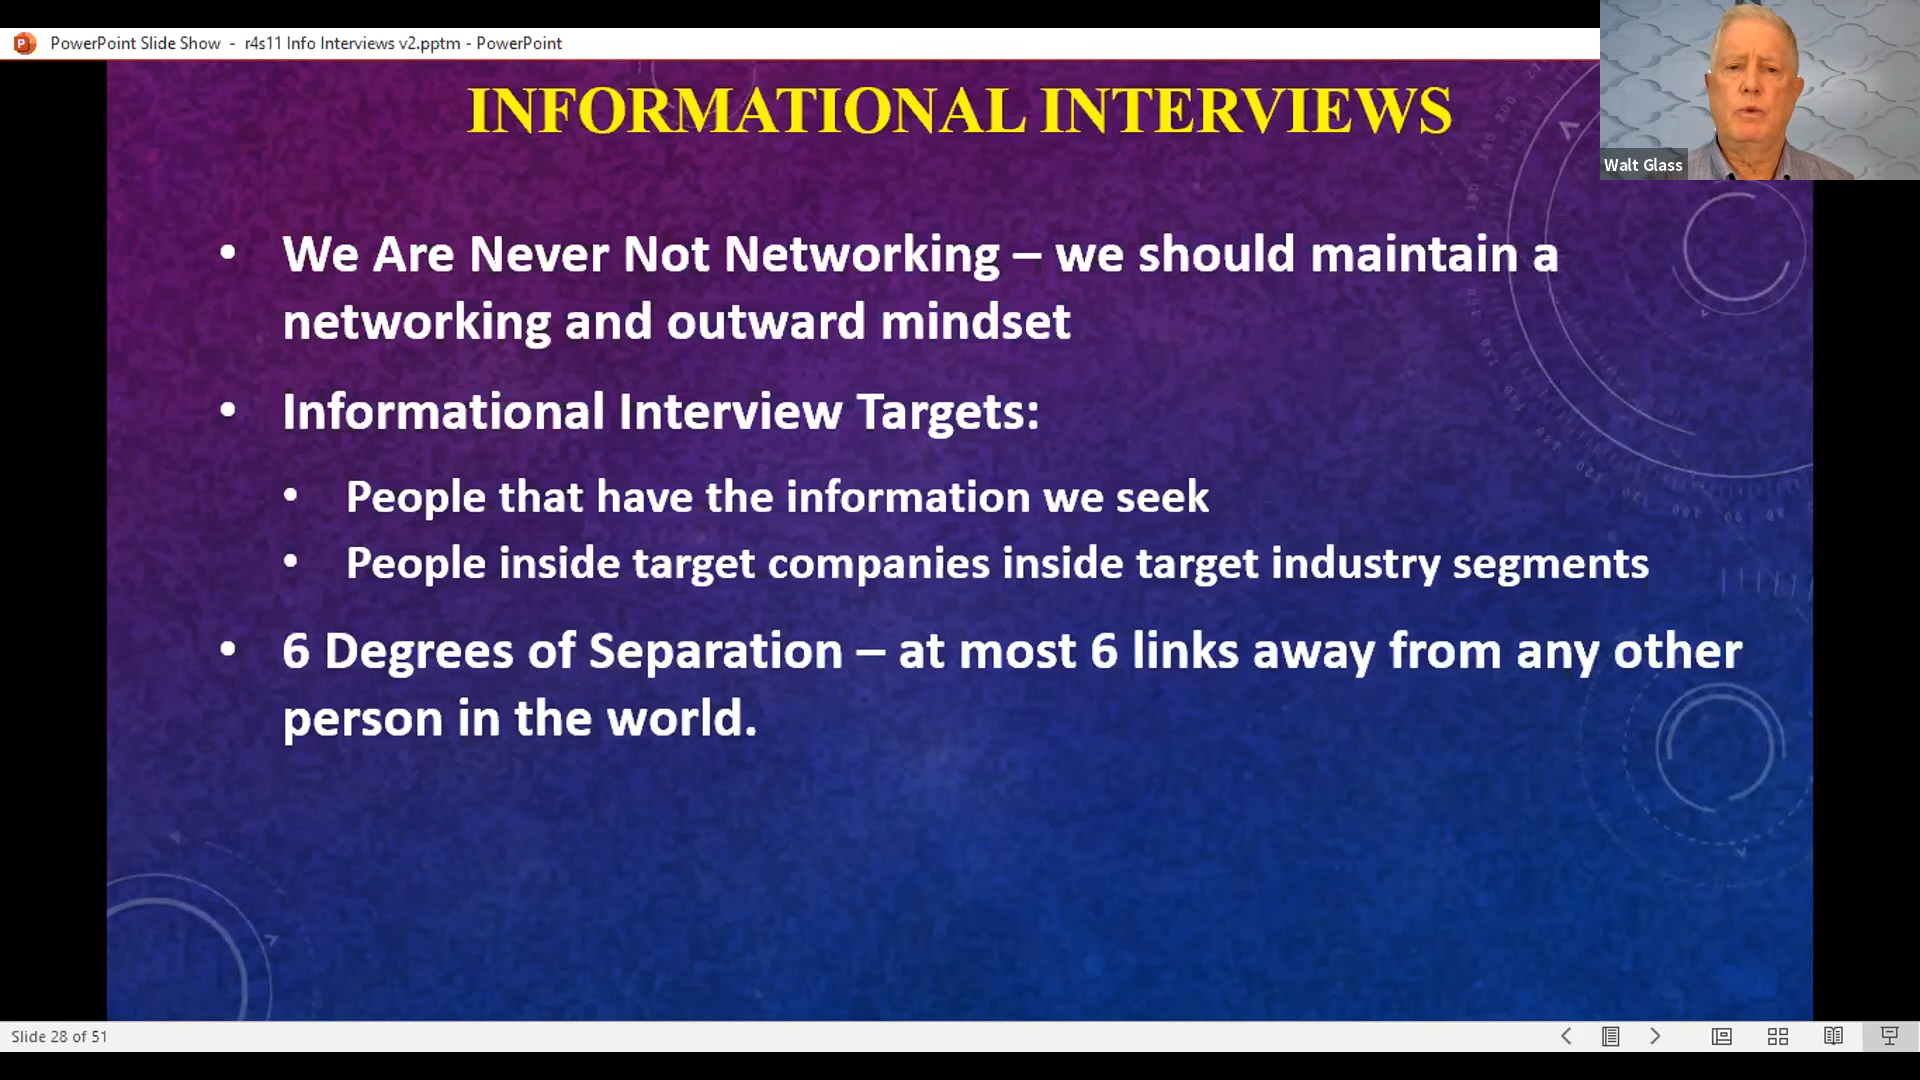 PowerPoint Slide Show - r4s11 Info Interviews v2.pptm - PowerPoint
INFORMATIONAL INTERVIEWS
Walt Glass
• We Are Never Not Networking – we should maintain a
networking and outward mindset
• Informational Interview Targets:
• People that have the information we seek
• People inside target companies inside target industry segments
• 6 Degrees of Separation – at most 6 links away from any other
person in the world.
Slide 28 of 51